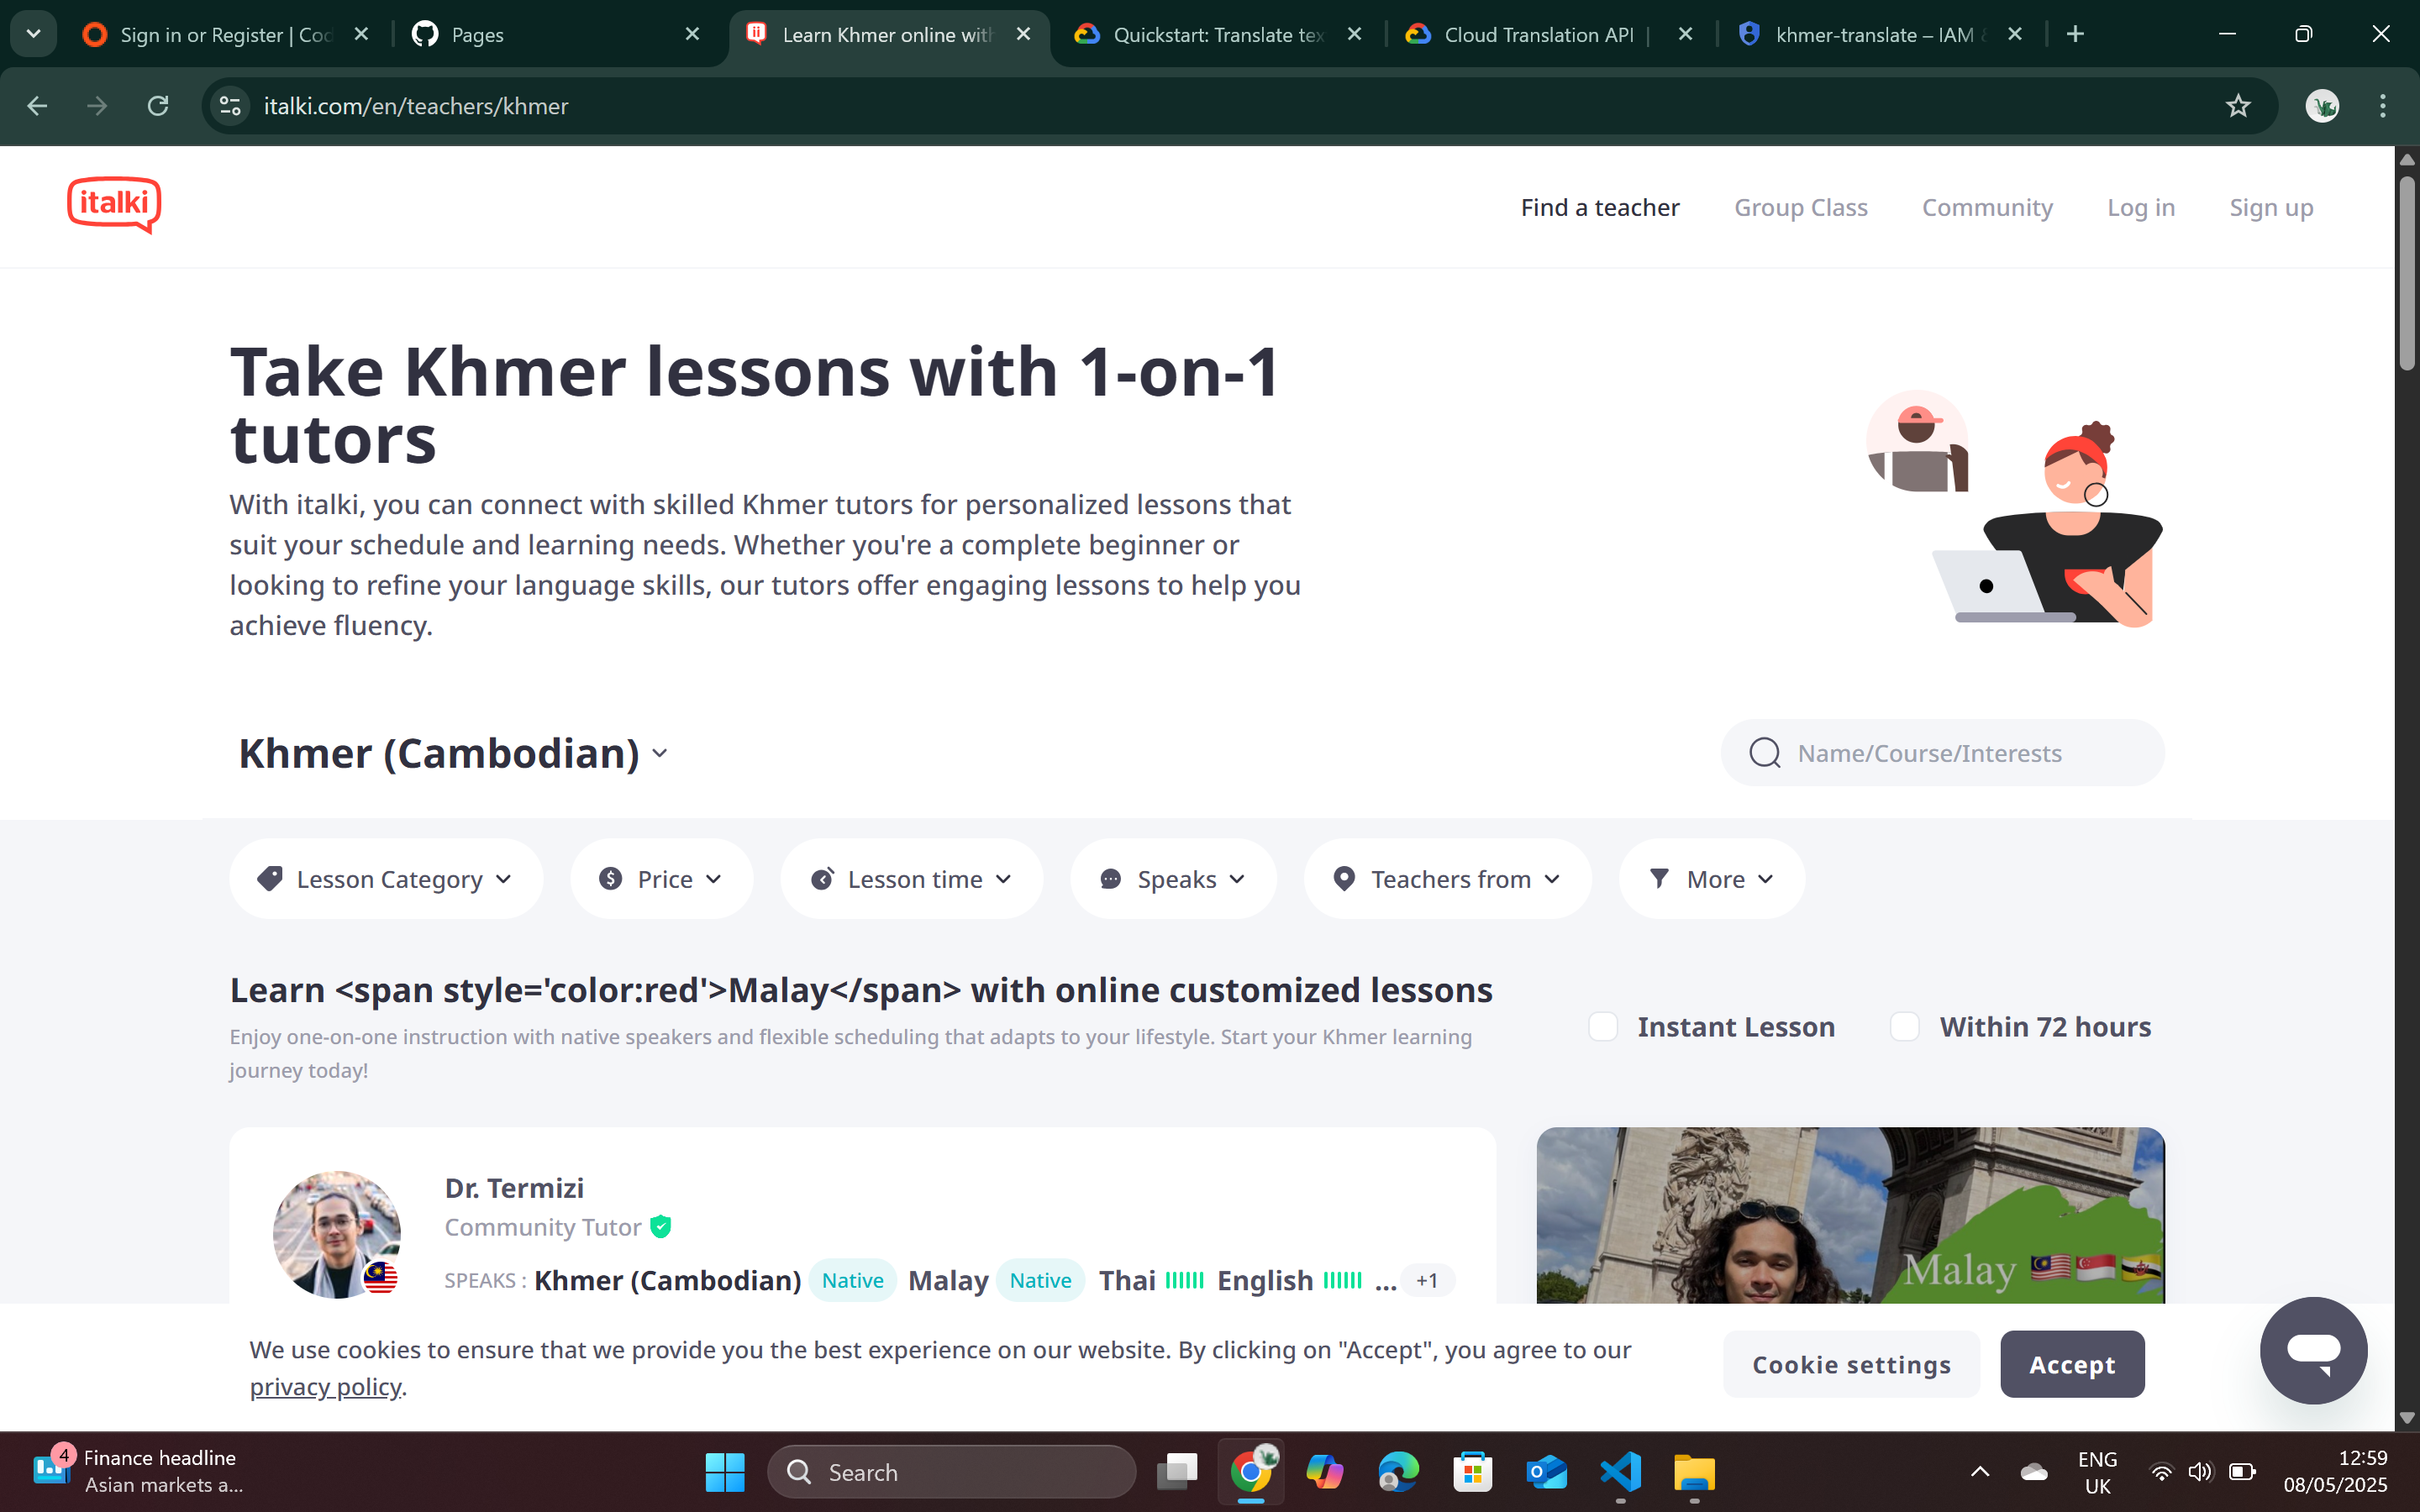 Sign in or Register | Coc
Pages
Learn Khmer online with
Quickstart: Translate tex
Cloud Translation API |
khmer-translate – IAM &
italki.com/en/teachers/khmer
italki
Find a teacher
Group Class
Community
Log in
Sign up
Take Khmer lessons with 1-on-1
tutors
With italki, you can connect with skilled Khmer tutors for personalized lessons that
suit your schedule and learning needs. Whether you're a complete beginner or
looking to refine your language skills, our tutors offer engaging lessons to help you
achieve fluency.
Khmer (Cambodian)
Name/Course/Interests
Lesson Category
Price
Lesson time
Speaks
Teachers from
More
Learn <span style='color:red'>Malay</span> with online customized lessons
Enjoy one-on-one instruction with native speakers and flexible scheduling that adapts to your lifestyle. Start your Khmer learning
journey today!
Instant Lesson
Within 72 hours
Dr. Termizi
Community Tutor
SPEAKS : Khmer (Cambodian) Native Malay Native Thai English ... +1
Malay
We use cookies to ensure that we provide you the best experience on our website. By clicking on "Accept", you agree to our
privacy policy.
Cookie settings
Accept
4
Finance headline
Asian markets a...
Search
ENG
UK
12:59
08/05/2025